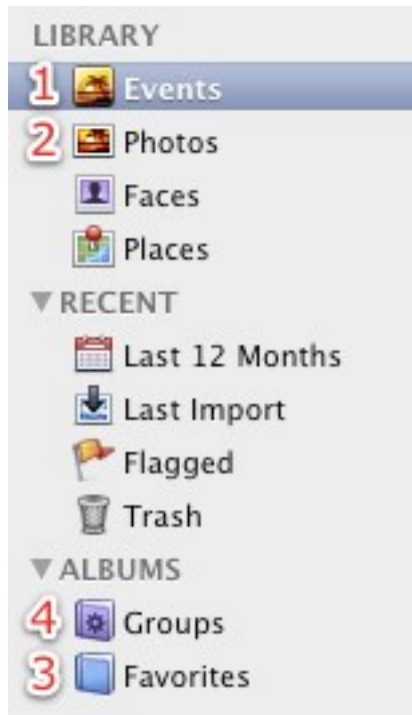 LIBRARY
1 Events
2 Photos
Faces
Places
▼ RECENT
Last 12 Months
Last Import
Flagged
Trash
▼ ALBUMS
4 Groups
3 Favorites